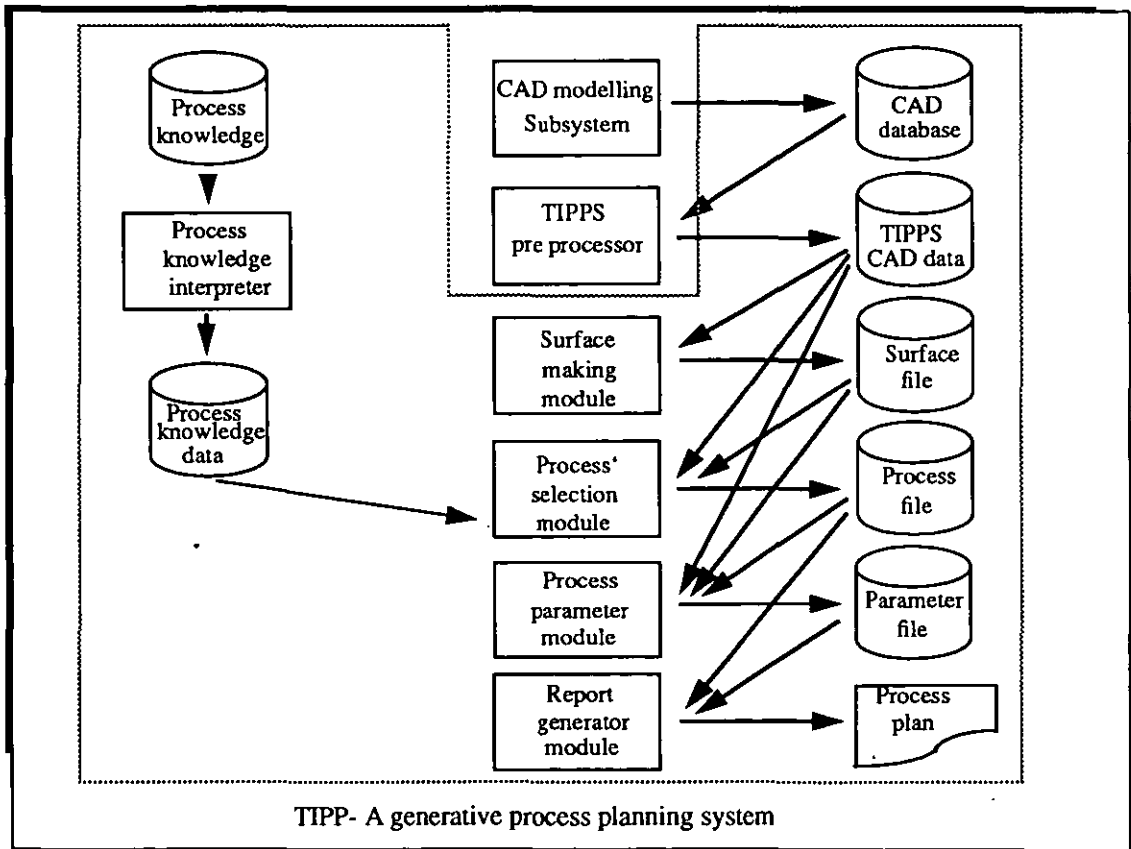 Process
knowledge
Process
knowledge
interpreter
Process
knowledge
data
CAD modelling
Subsystem
TIPPS
pre processor
Surface
making
module
Process'
selection
module
Process
parameter
module
Report
generator
module
CAD
database
TIPPS
CAD data
Surface
file
Process
file
Parameter
file
Process
plan
TIPP- A generative process planning system